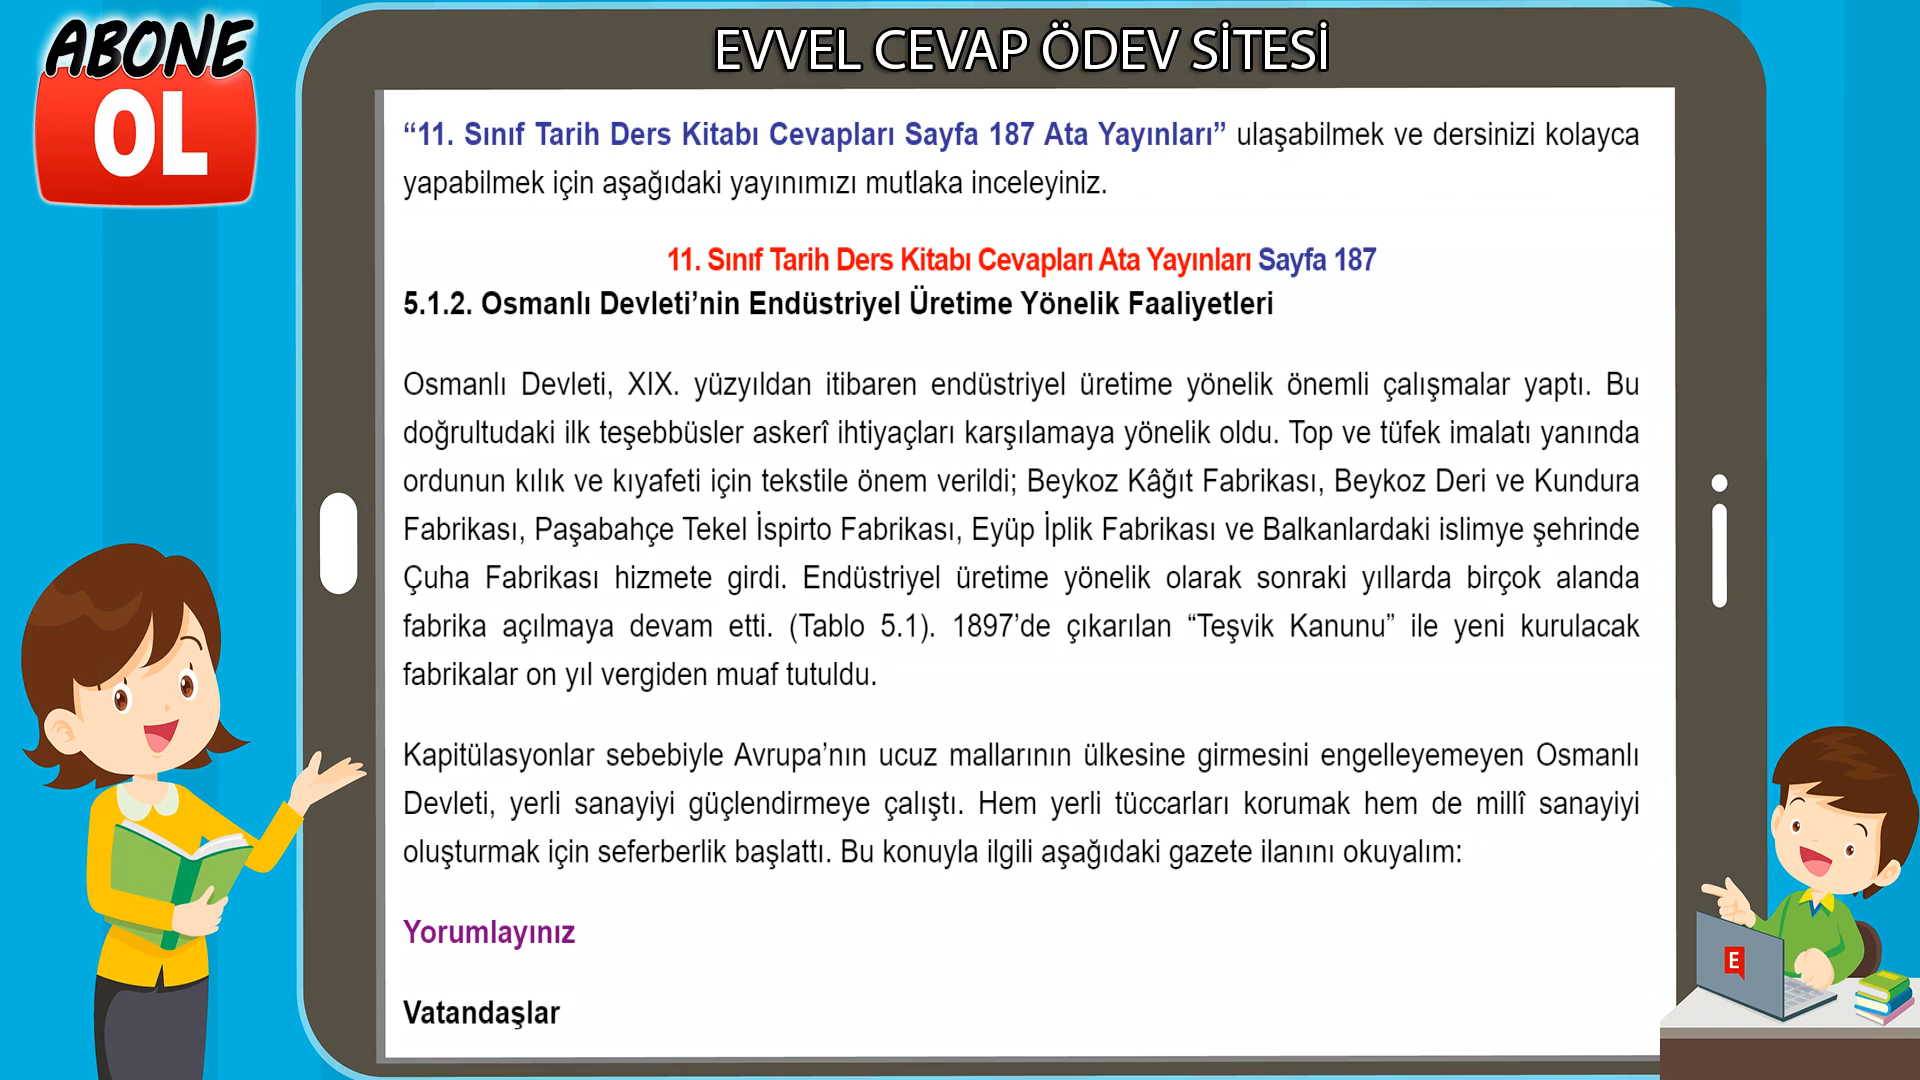 ABONE
OL
EVVEL CEVAP ÖDEV SİTESİ
“11. Sınıf Tarih Ders Kitabı Cevapları Sayfa 187 Ata Yayınları” ulaşabilmek ve dersinizi kolayca
yapabilmek için aşağıdaki yayınımızı mutlaka inceleyiniz.
11. Sınıf Tarih Ders Kitabı Cevapları Ata Yayınları Sayfa 187
5.1.2. Osmanlı Devleti’nin Endüstriyel Üretime Yönelik Faaliyetleri
Osmanlı Devleti, XIX. yüzyıldan itibaren endüstriyel üretime yönelik önemli çalışmalar yaptı. Bu
doğrultudaki ilk teşebbüsler askerî ihtiyaçları karşılamaya yönelik oldu. Top ve tüfek imalatı yanında
ordunun kılık ve kıyafeti için tekstile önem verildi; Beykoz Kâğıt Fabrikası, Beykoz Deri ve Kundura
Fabrikası, Paşabahçe Tekel İspirto Fabrikası, Eyüp İplik Fabrikası ve Balkanlardaki islimye şehrinde
Çuha Fabrikası hizmete girdi. Endüstriyel üretime yönelik olarak sonraki yıllarda birçok alanda
fabrika açılmaya devam etti. (Tablo 5.1). 1897’de çıkarılan “Teşvik Kanunu” ile yeni kurulacak
fabrikalar on yıl vergiden muaf tutuldu.
Kapitülasyonlar sebebiyle Avrupa’nın ucuz mallarının ülkesine girmesini engelleyemeyen Osmanlı
Devleti, yerli sanayiyi güçlendirmeye çalıştı. Hem yerli tüccarları korumak hem de millî sanayiyi
oluşturmak için seferberlik başlattı. Bu konuyla ilgili aşağıdaki gazete ilanını okuyalım:
Yorumlayınız
Vatandaşlar
E